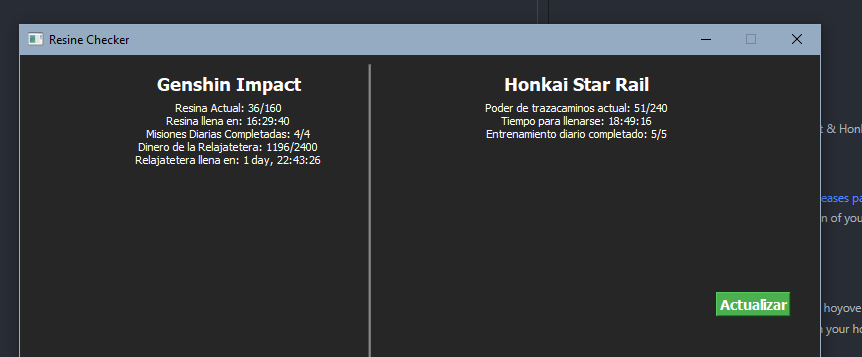 Resine Checker
Genshin Impact
Resina Actual: 36/160
Resina llena en: 16:29:40
Misiones Diarias Completadas: 4/4
Dinero de la Relajatetera: 1196/2400
Relajatetera llena en: 1 day, 22:43:26
Honkai Star Rail
Poder de trazacaminos actual: 51/240
Tiempo para llenarse: 18:49:16
Entrenamiento diario completado: 5/5
Actualizar
t & Honl
eases pa
n of you
hoyove
your ho